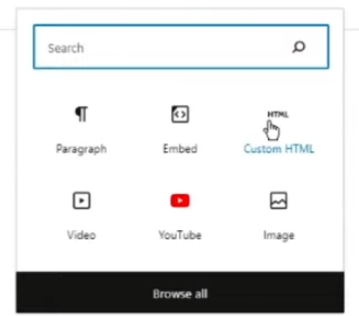 Search
Paragraph
Embed
HTML
Custom HTML
Video
YouTube
Image
Browse all